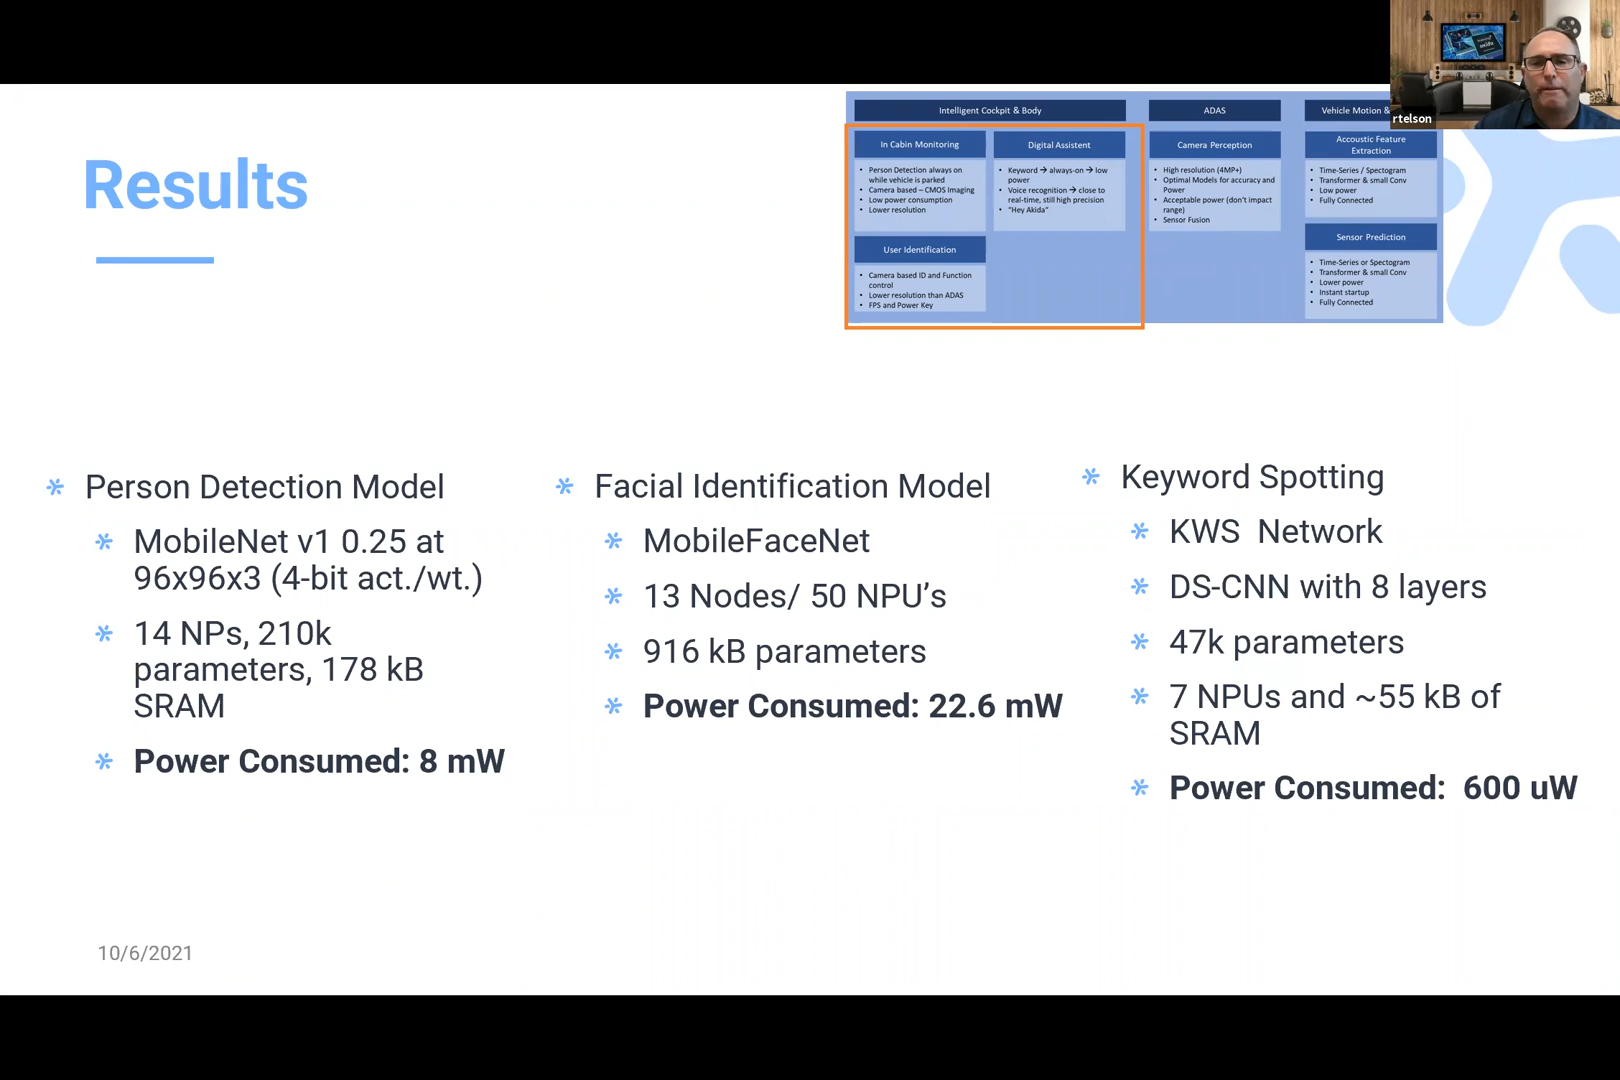 rtelson
Results
Intelligent Cockpit & Body
ADAS
Vehicle Motion &
In Cabin Monitoring
Person Detection always on
while vehicle is parked
Camera based – CMOS Imaging
Low power consumption
Lower resolution
User Identification
Camera based ID and Function
control
Lower resolution than ADAS
FPS and Power Key
Digital Assistent
Keyword → always-on → low
power
Voice recognition → close to
real-time, still high precision
"Hey Akida"
Camera Perception
High resolution (4MP+)
Optimal Models for accuracy and
Power
Acceptable power (don't impact
range)
Sensor Fusion
Accoustic Feature
Extraction
Time-Series / Spectogram
Transformer & small Conv
Low power
Fully Connected
Sensor Prediction
Time-Series or Spectogram
Transformer & small Conv
Lower power
Instant startup
Fully Connected
Person Detection Model
MobileNet v1 0.25 at
96x96x3 (4-bit act./wt.)
14 NPs, 210k
parameters, 178 kB
SRAM
Power Consumed: 8 mW
Facial Identification Model
MobileFaceNet
13 Nodes/ 50 NPU's
916 kB parameters
Power Consumed: 22.6 mW
Keyword Spotting
KWS  Network
DS-CNN with 8 layers
47k parameters
7 NPUs and ~55 kB of
SRAM
Power Consumed:  600 uW
10/6/2021